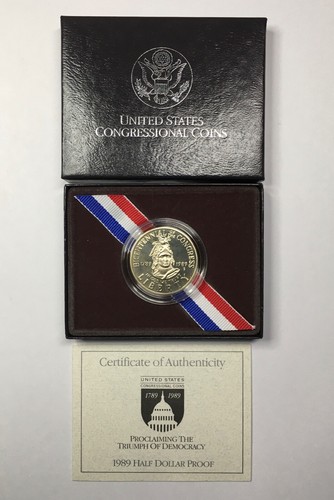 UNITED STATES
CONGRESSIONAL COINS
BICENTENNIAL OF THE CONGRESS
1789 1989
LIBERTY
Certificate of Authenticity
UNITED STATES
CONGRESSIONAL COINS
1789 1989
PROCLAIMING THE
TRIUMPH OF DEMOCRACY
1989 HALF DOLLAR PROOF